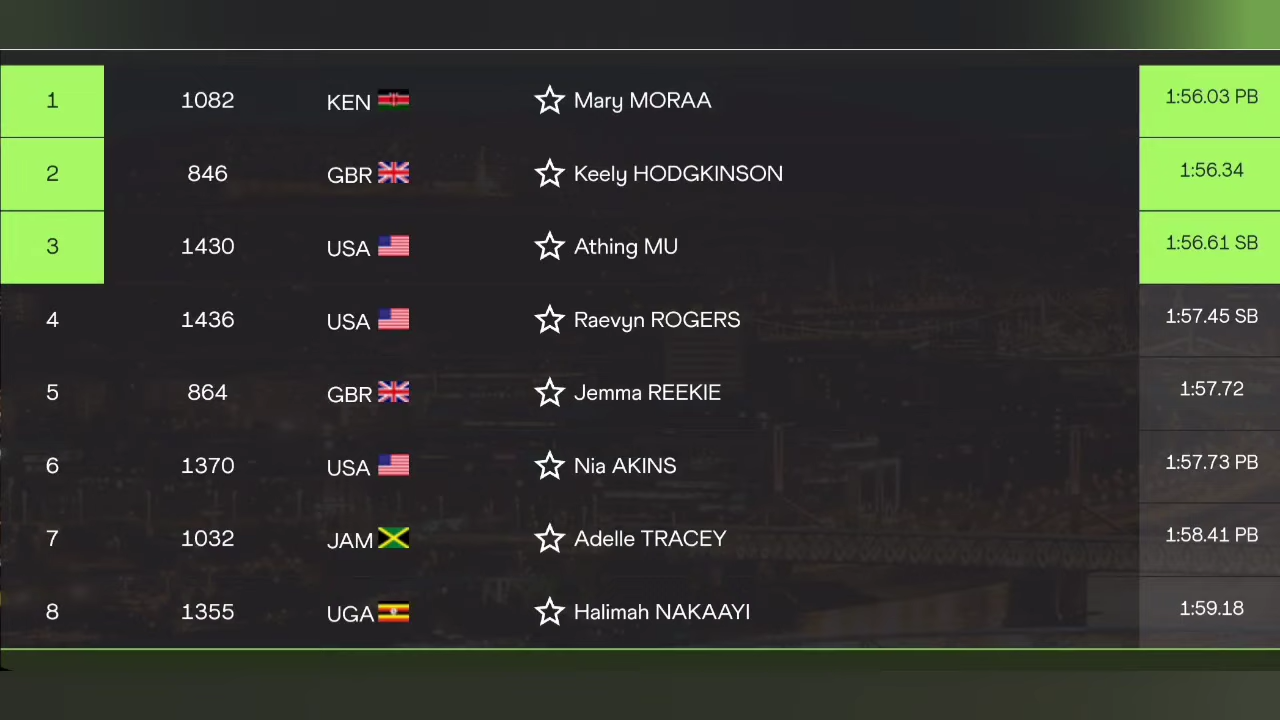 1 1082 KEN Mary MORAA 1:56.03 PB
2 846 GBR Keely HODGKINSON 1:56.34
3 1430 USA Athing MU 1:56.61 SB
4 1436 USA Raevyn ROGERS 1:57.45 SB
5 864 GBR Jemma REEKIE 1:57.72
6 1370 USA Nia AKINS 1:57.73 PB
7 1032 JAM Adelle TRACEY 1:58.41 PB
8 1355 UGA Halimah NAKAAYI 1:59.18